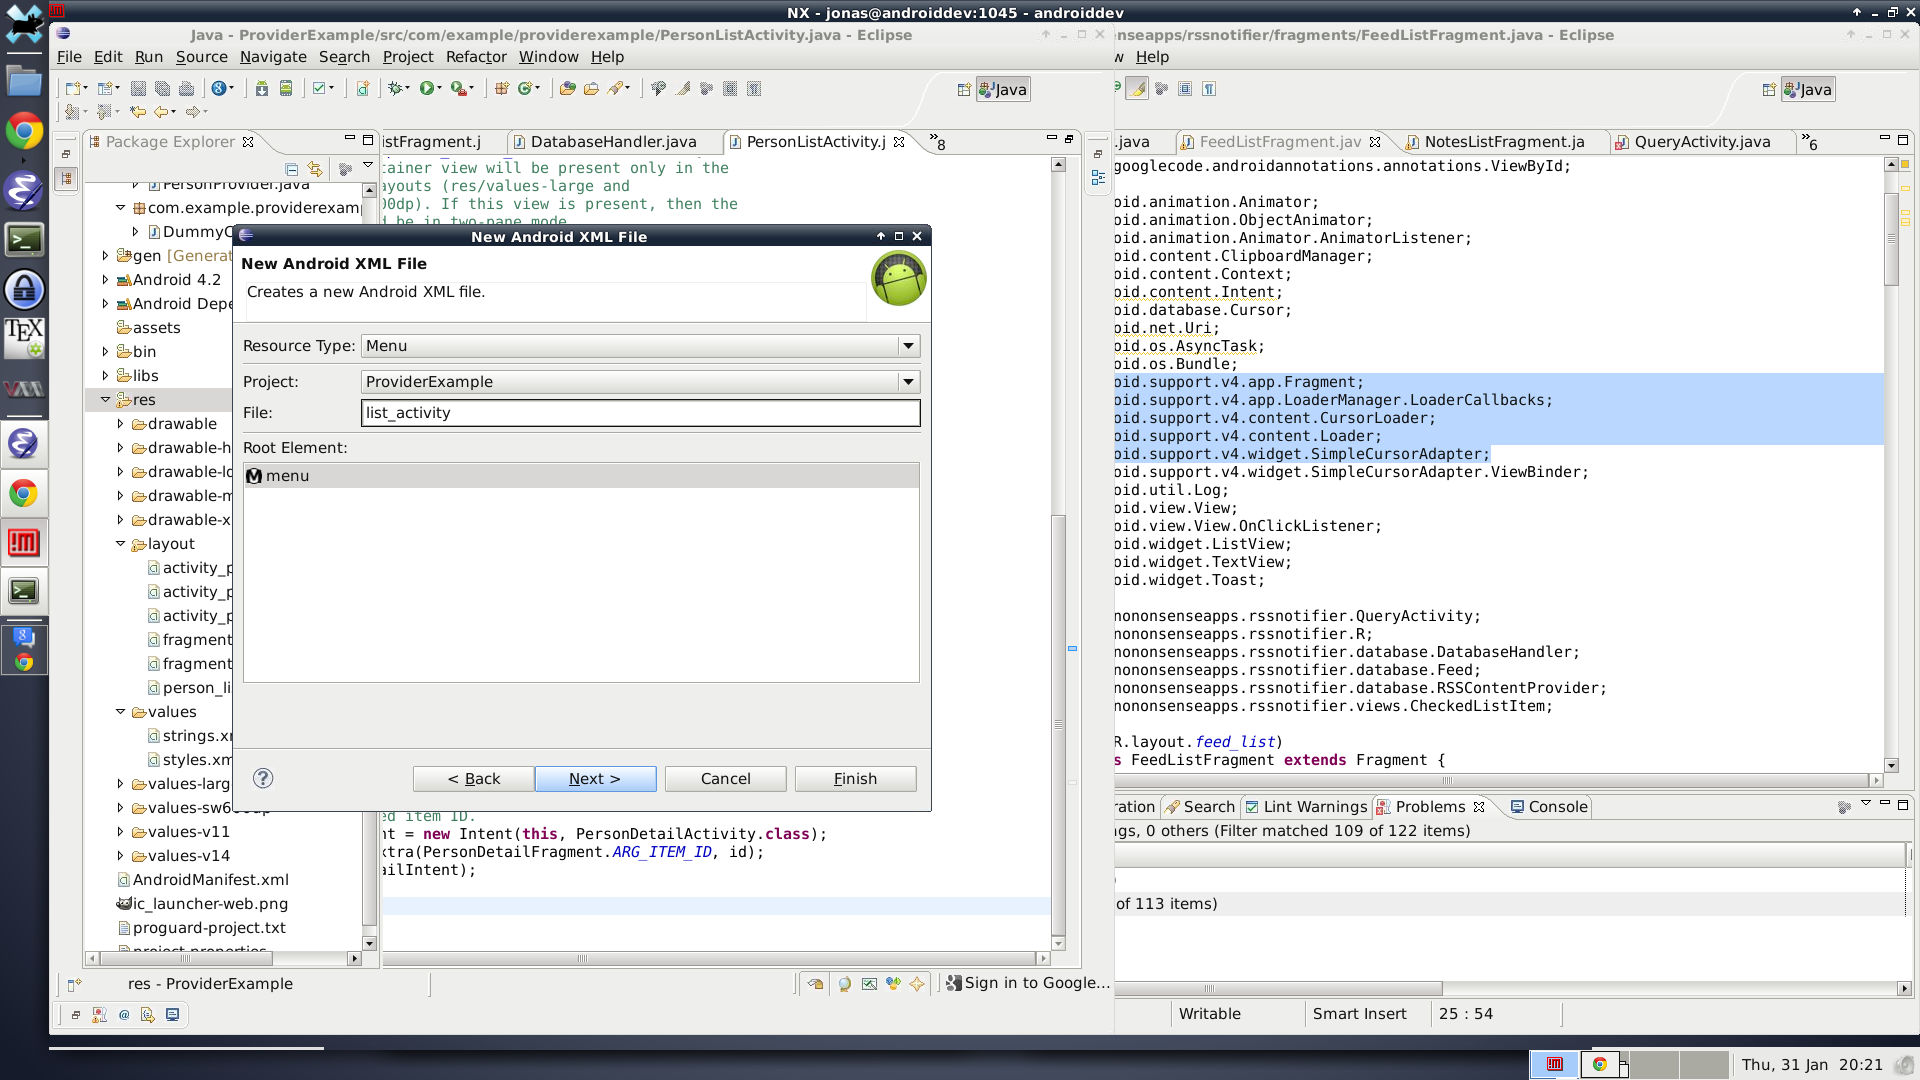 NX - jonas@androiddev:1045 - androiddev
Java - ProviderExample/src/com/example/providerexample/PersonListActivity.java - Eclipse
nseapps/rssnotifier/fragments/FeedListFragment.java - Eclipse
File Edit Run Source Navigate Search Project Refactor Window Help
w Help
Java
Java
Package Explorer
istFragment.j
DatabaseHandler.java
PersonListActivity.j
8
.java
FeedListFragment.jav
NotesListFragment.ja
QueryActivity.java
6
PersonProvider.java
com.example.providerexam
DummyC
gen [Generat
Android 4.2
Android Depe
assets
bin
libs
res
drawable
drawable-h
drawable-ld
drawable-m
drawable-x
layout
activity_p
activity_p
activity_p
fragment
fragment
person_li
values
strings.xm
styles.xm
values-larg
values-sw600dp
values-v11
values-v14
AndroidManifest.xml
ic_launcher-web.png
proguard-project.txt
project.properties
tainer view will be present only in the
ayouts (res/values-large and
00dp). If this view is present, then the
d be in two-pane mode.
New Android XML File
New Android XML File
Creates a new Android XML file.
Resource Type: Menu
Project: ProviderExample
File: list_activity
Root Element:
menu
< Back
Next >
Cancel
Finish
ed item ID.
nt = new Intent(this, PersonDetailActivity.class);
xtra(PersonDetailFragment.ARG_ITEM_ID, id);
ailIntent);
googlecode.androidannotations.annotations.ViewById;
oid.animation.Animator;
oid.animation.ObjectAnimator;
oid.animation.Animator.AnimatorListener;
oid.content.ClipboardManager;
oid.content.Context;
oid.content.Intent;
oid.database.Cursor;
oid.net.Uri;
oid.os.AsyncTask;
oid.os.Bundle;
oid.support.v4.app.Fragment;
oid.support.v4.app.LoaderManager.LoaderCallbacks;
oid.support.v4.content.CursorLoader;
oid.support.v4.content.Loader;
oid.support.v4.widget.SimpleCursorAdapter;
oid.support.v4.widget.SimpleCursorAdapter.ViewBinder;
oid.util.Log;
oid.view.View;
oid.view.View.OnClickListener;
oid.widget.ListView;
oid.widget.TextView;
oid.widget.Toast;
nononsenseapps.rssnotifier.QueryActivity;
nononsenseapps.rssnotifier.R;
nononsenseapps.rssnotifier.database.DatabaseHandler;
nononsenseapps.rssnotifier.database.Feed;
nononsenseapps.rssnotifier.database.RSSContentProvider;
nononsenseapps.rssnotifier.views.CheckedListItem;
R.layout.feed_list)
s FeedListFragment extends Fragment {
ration Search Lint Warnings Problems Console
ngs, 0 others (Filter matched 109 of 122 items)
of 113 items)
res - ProviderExample
Sign in to Google...
Writable
Smart Insert
25 : 54
Thu, 31 Jan 20:21
TEX